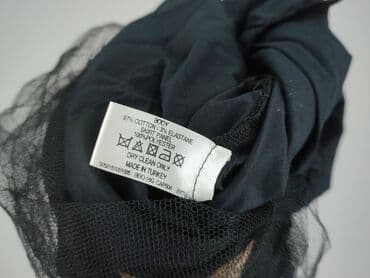 BODY
97% COTTON / 3% ELASTANE
SKIRT PANEL
100%POLYESTER
DRY CLEAN ONLY
MADE IN TURKEY